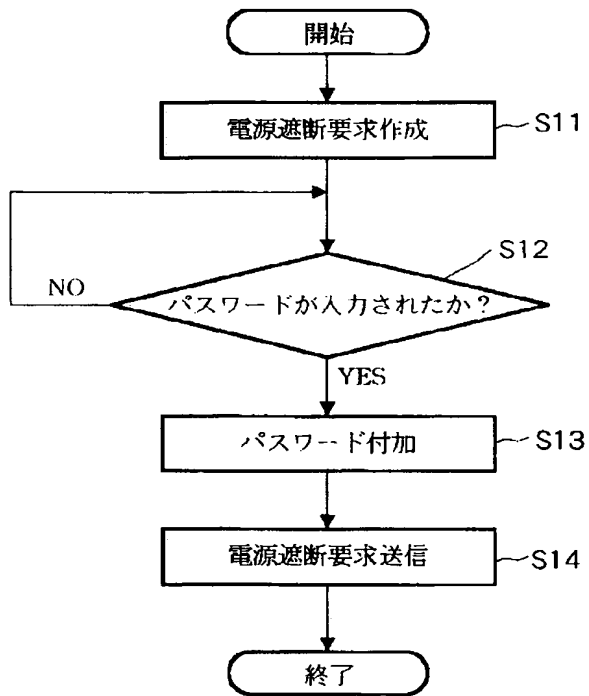 開始
電源遮断要求作成
S11
S12
NO
パスワードが入力されたか？
YES
パスワード付加
S13
電源遮断要求送信
S14
終了